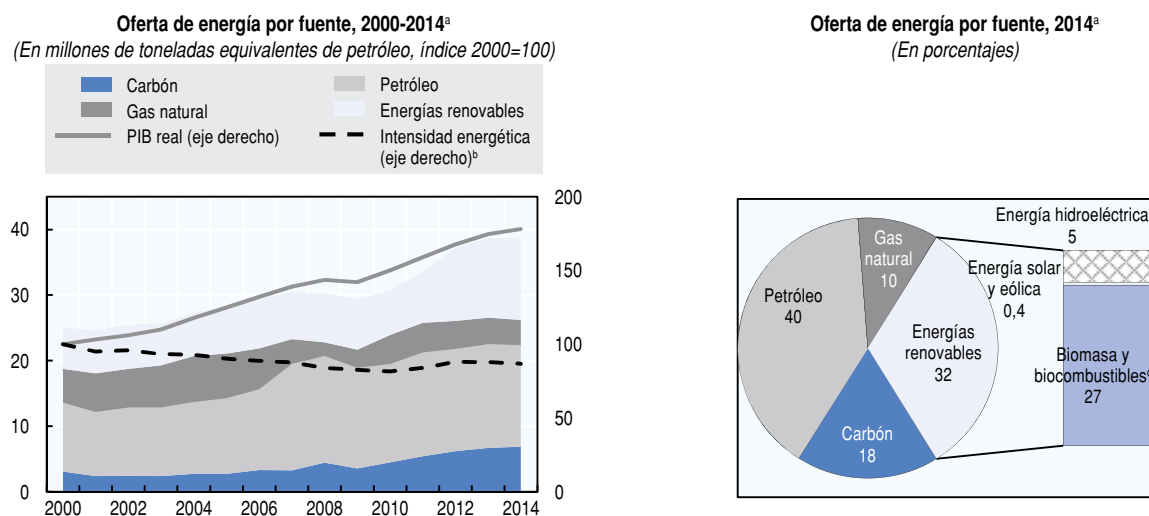 Oferta de energía por fuente, 2000-2014ᵃ
(En millones de toneladas equivalentes de petróleo, índice 2000=100)
Carbón
Petróleo
Gas natural
Energías renovables
PIB real (eje derecho)
Intensidad energética
(eje derecho)ᵇ
40
30
20
10
0
200
150
100
50
0
2000 2002 2004 2006 2008 2010 2012 2014
Oferta de energía por fuente, 2014ᵃ
(En porcentajes)
Energía hidroeléctrica
5
Gas
natural
10
Energía solar
y eólica
0,4
Petróleo
40
Energías
renovables
32
Biomasa y
biocombustiblesᶜ
27
Carbón
18